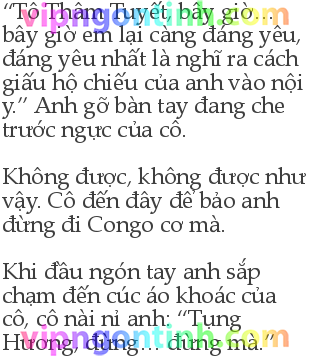 “Tô Thâm Tuyết, bây giờ…
bây giờ em lại càng đáng yêu,
đáng yêu nhất là nghĩ ra cách
giấu hộ chiếu của anh vào nội
y.” Anh gỡ bàn tay đang che
trước ngực của cô.
Không được, không được như
vậy. Cô đến đây để bảo anh
đừng đi Congo cơ mà.
Khi đầu ngón tay anh sắp
chạm đến cúc áo khoác của
cô, cô nài nỉ anh: “Tụng
Hương, đừng… đừng mà.”
vipngontinh.com
vipngontinh.com